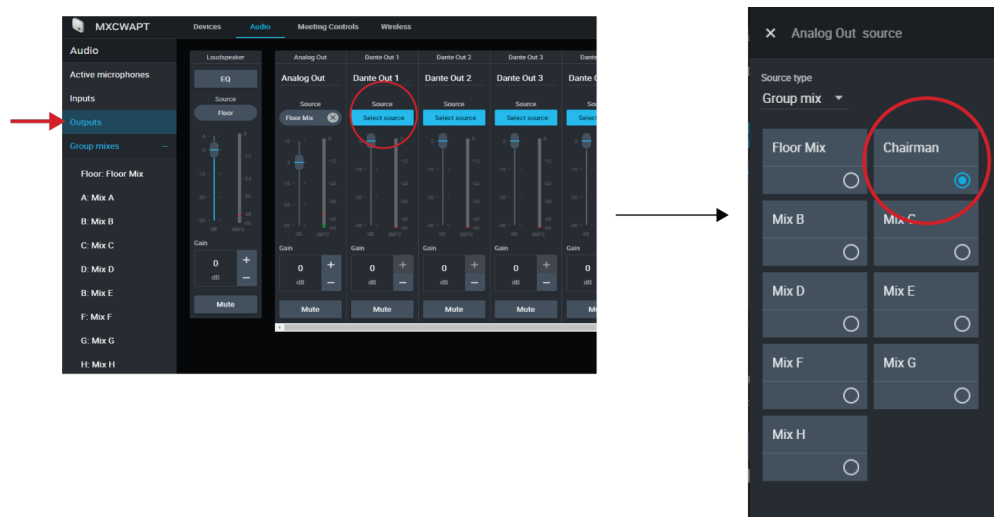 MXCWAPT
Devices
Audio
Meeting Controls
Wireless
Audio
Active microphones
Inputs
Outputs
Group mixes –
Floor: Floor Mix
A: Mix A
B: Mix B
C: Mix C
D: Mix D
B: Mix E
F: Mix F
G: Mix G
H: Mix H
Loudspeaker
EQ
Source
Floor
Gain
0
+
dB
–
Mute
Analog Out
Analog Out
Source
Floor Mix
Gain
0
+
dB
–
Mute
Dante Out 1
Dante Out 1
Source
Select source
Gain
0
+
dB
–
Mute
Dante Out 2
Dante Out 2
Source
Select source
Gain
0
+
dB
–
Mute
Dante Out 3
Dante Out 3
Source
Select source
Gain
0
+
dB
–
Mute
Dante
Gain
0
dB
× Analog Out source
Source type
Group mix
Floor Mix
Chairman
Mix B
Mix C
Mix D
Mix E
Mix F
Mix G
Mix H